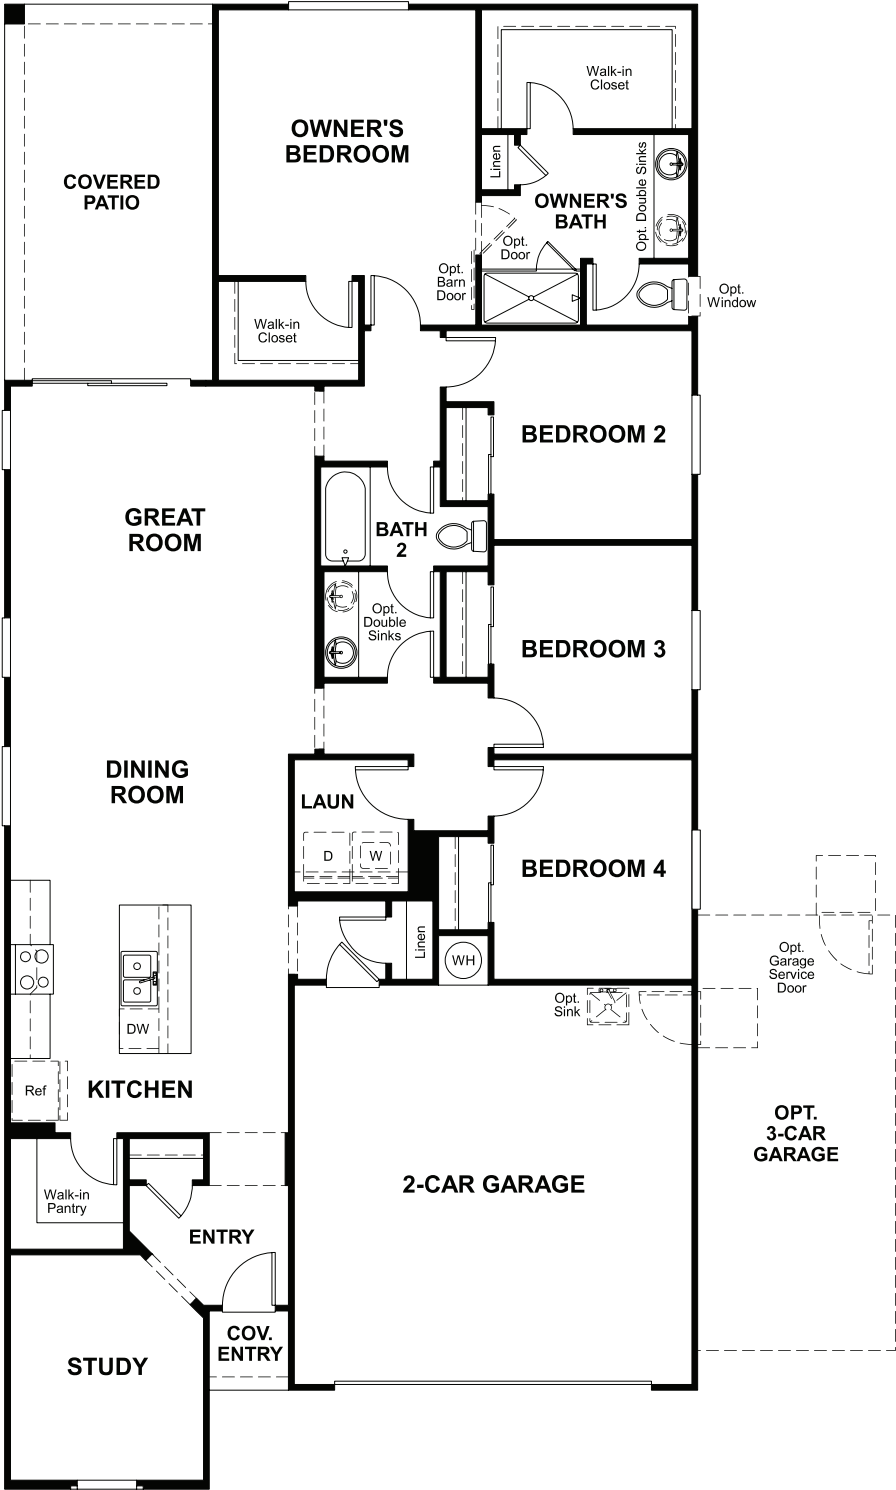 Walk-in
Closet
OWNER'S
BEDROOM
COVERED
PATIO
Linen
Opt. Double Sinks
OWNER'S
BATH
Opt.
Door
Opt.
Barn
Door
Opt.
Window
Walk-in
Closet
BEDROOM 2
GREAT
ROOM
BATH
2
Opt.
Double
Sinks
BEDROOM 3
DINING
ROOM
LAUN
D
W
BEDROOM 4
Linen
WH
Opt.
Sink
Opt.
Garage
Service
Door
DW
Ref
KITCHEN
OPT.
3-CAR
GARAGE
2-CAR GARAGE
Walk-in
Pantry
ENTRY
COV.
ENTRY
STUDY